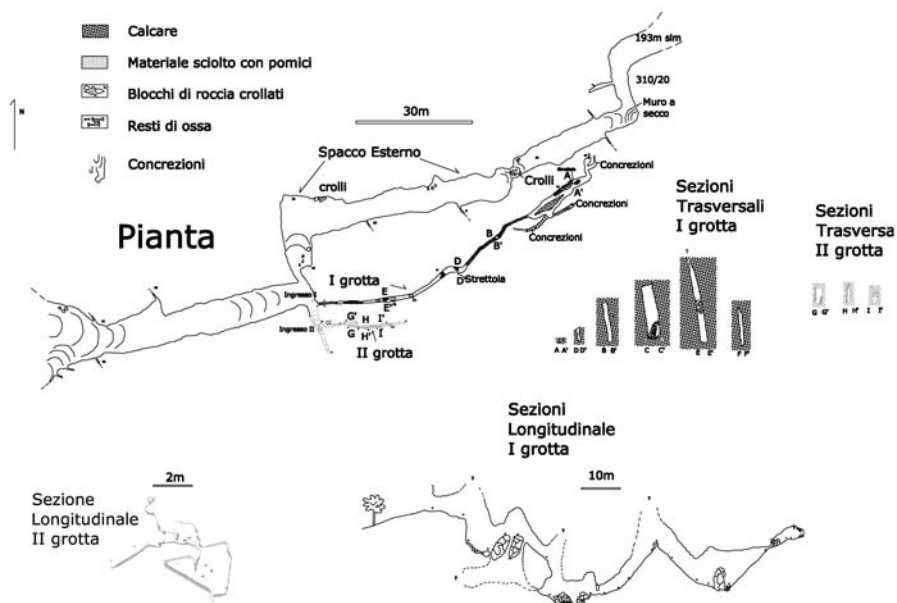 Calcare
Materiale sciolto con pomici
Blocchi di roccia crollati
Resti di ossa
Concrezioni
N
30m
193m slm
310/20
Muro a
secco
Spacco Esterno
crolli
Crolli
Concrezioni
A
A'
Concrezioni
Concrezioni
Pianta
B
B'
D
D'
Strettoia
I grotta
Ingresso I
E
E'
Ingresso II
G' H I'
G H' I
II grotta
Sezioni
Trasversali
I grotta
A A' D D' B B' C C' E E' F F'
Sezioni
Trasversa
II grotta
G G' H H' I I'
Sezioni
Longitudinale
I grotta
10m
? ? ? ?
2m
Sezione
Longitudinale
II grotta